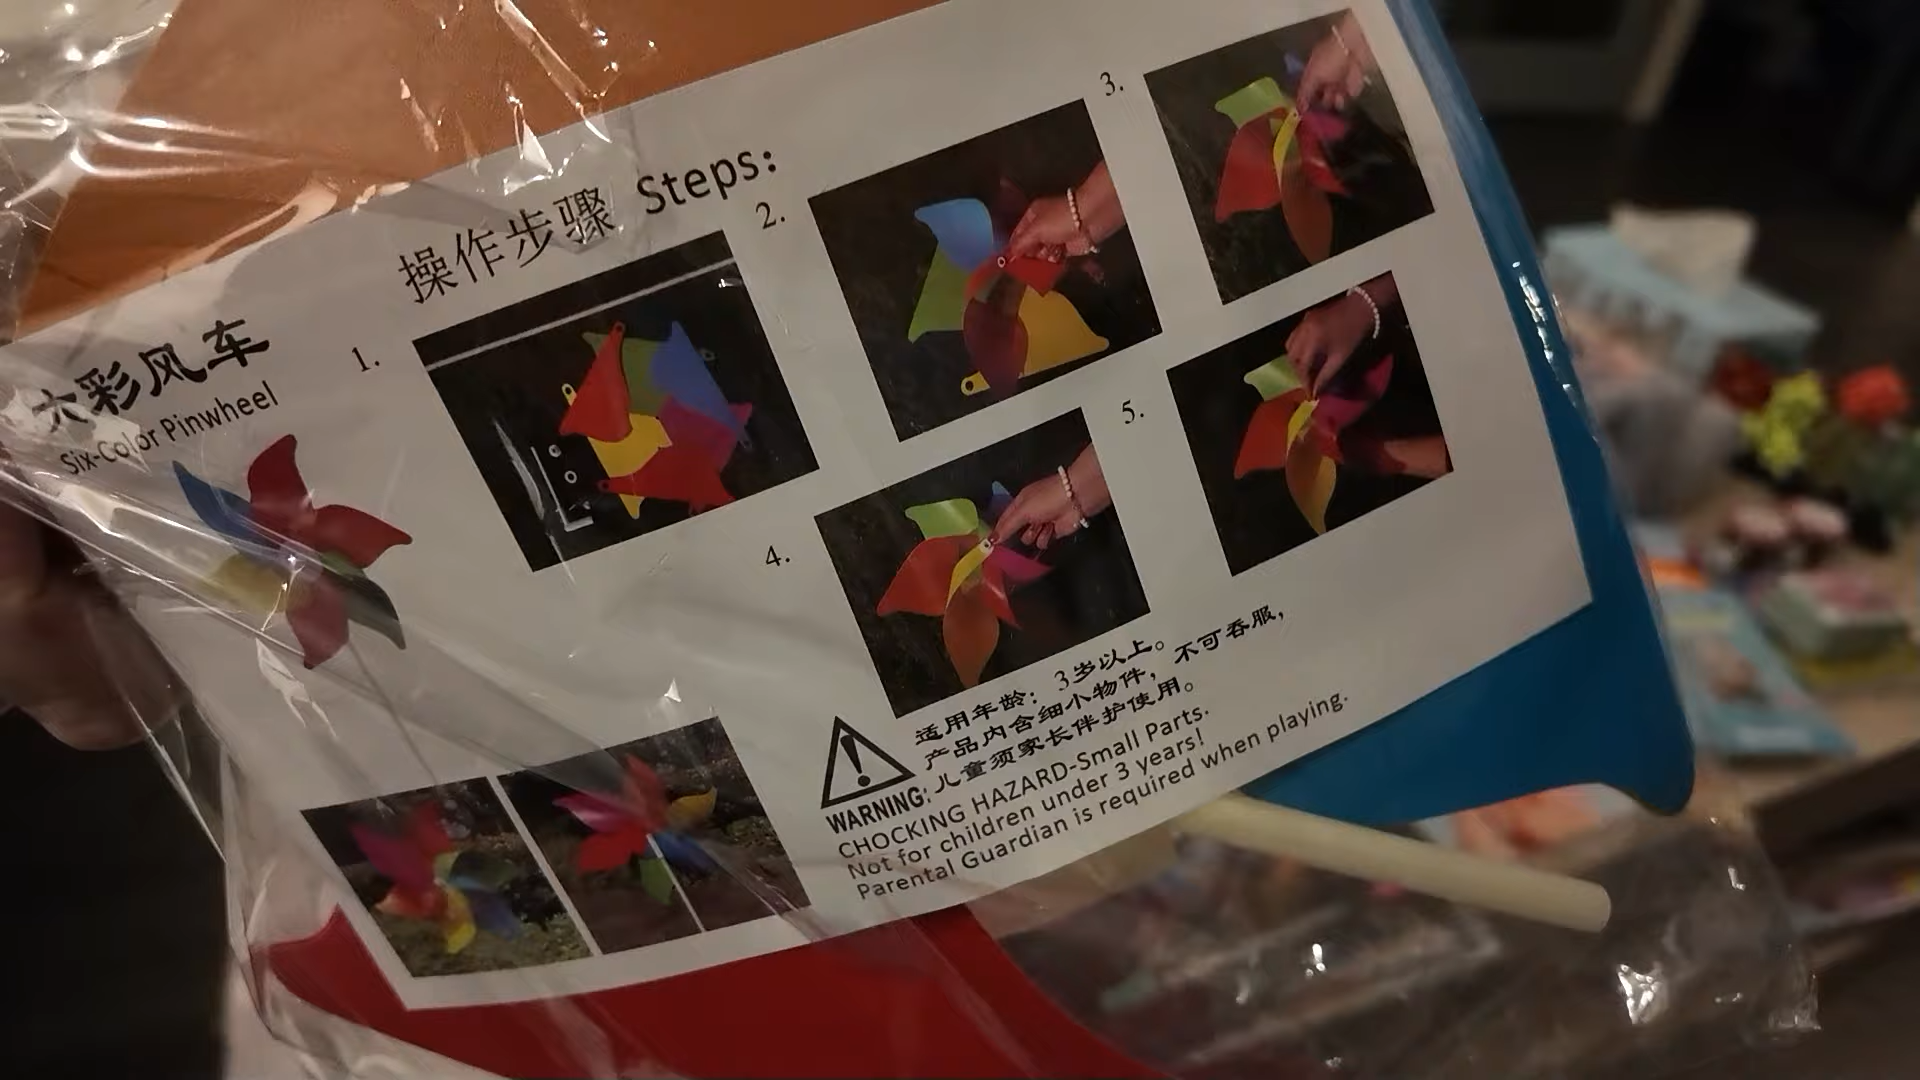 六彩风车
Six-Color Pinwheel
操作步骤 Steps:
1.
2.
3.
4.
5.
适用年龄：3岁以上。
产品内含细小物件，不可吞服，
儿童须家长伴护使用。
WARNING:
CHOCKING HAZARD-Small Parts.
Not for children under 3 years!
Parental Guardian is required when playing.